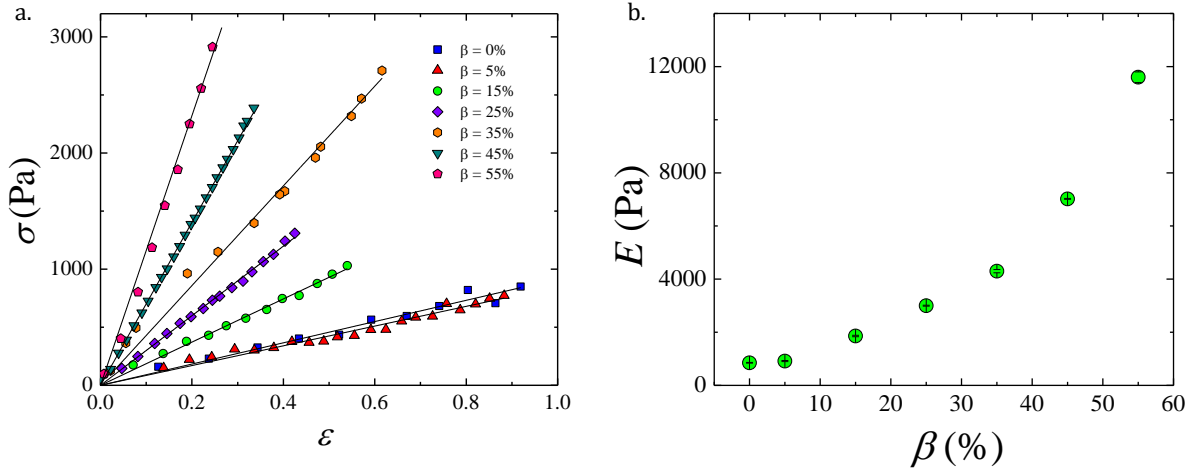 a.
3000
2000
1000
0
σ (Pa)
0.0 0.2 0.4 0.6 0.8 1.0
ε
β = 0%
β = 5%
β = 15%
β = 25%
β = 35%
β = 45%
β = 55%
b.
12000
8000
4000
0
E (Pa)
0 10 20 30 40 50 60
β (%)